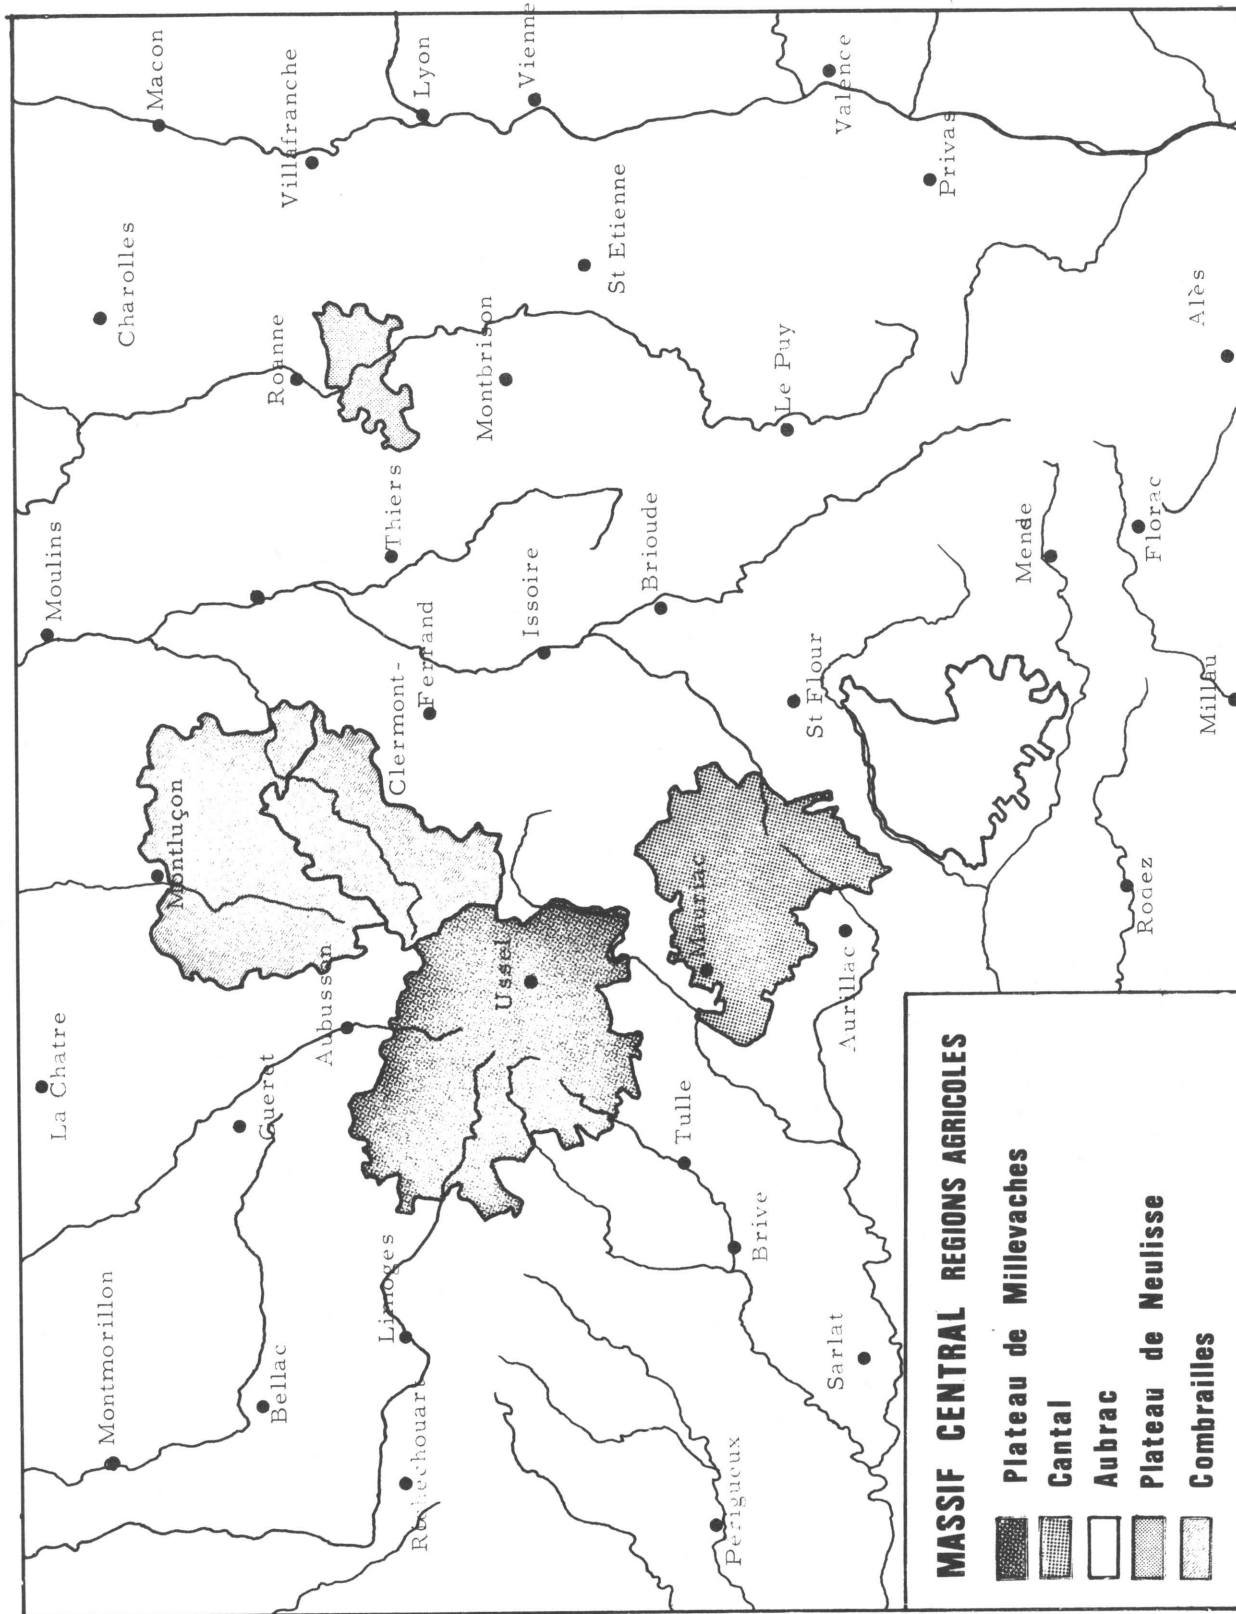 Montmorillon
La Chatre
Moulins
Charolles
Macon
Bellac
Gueret
Montluçon
Roanne
Villafranche
Rochechouart
Limoges
Aubusson
Clermont-
Ferrand
Thiers
Montbrison
Lyon
Vienne
Ussel
Issoire
St Etienne
Perigueux
Brive
Tulle
Mauriac
Brioude
Sarlat
Aurillac
St Flour
Le Puy
Valence
Privas
Rodez
Mende
Florac
Millau
Alès
MASSIF CENTRAL REGIONS AGRICOLES
Plateau de Millevaches
Cantal
Aubrac
Plateau de Neulisse
Combrailles